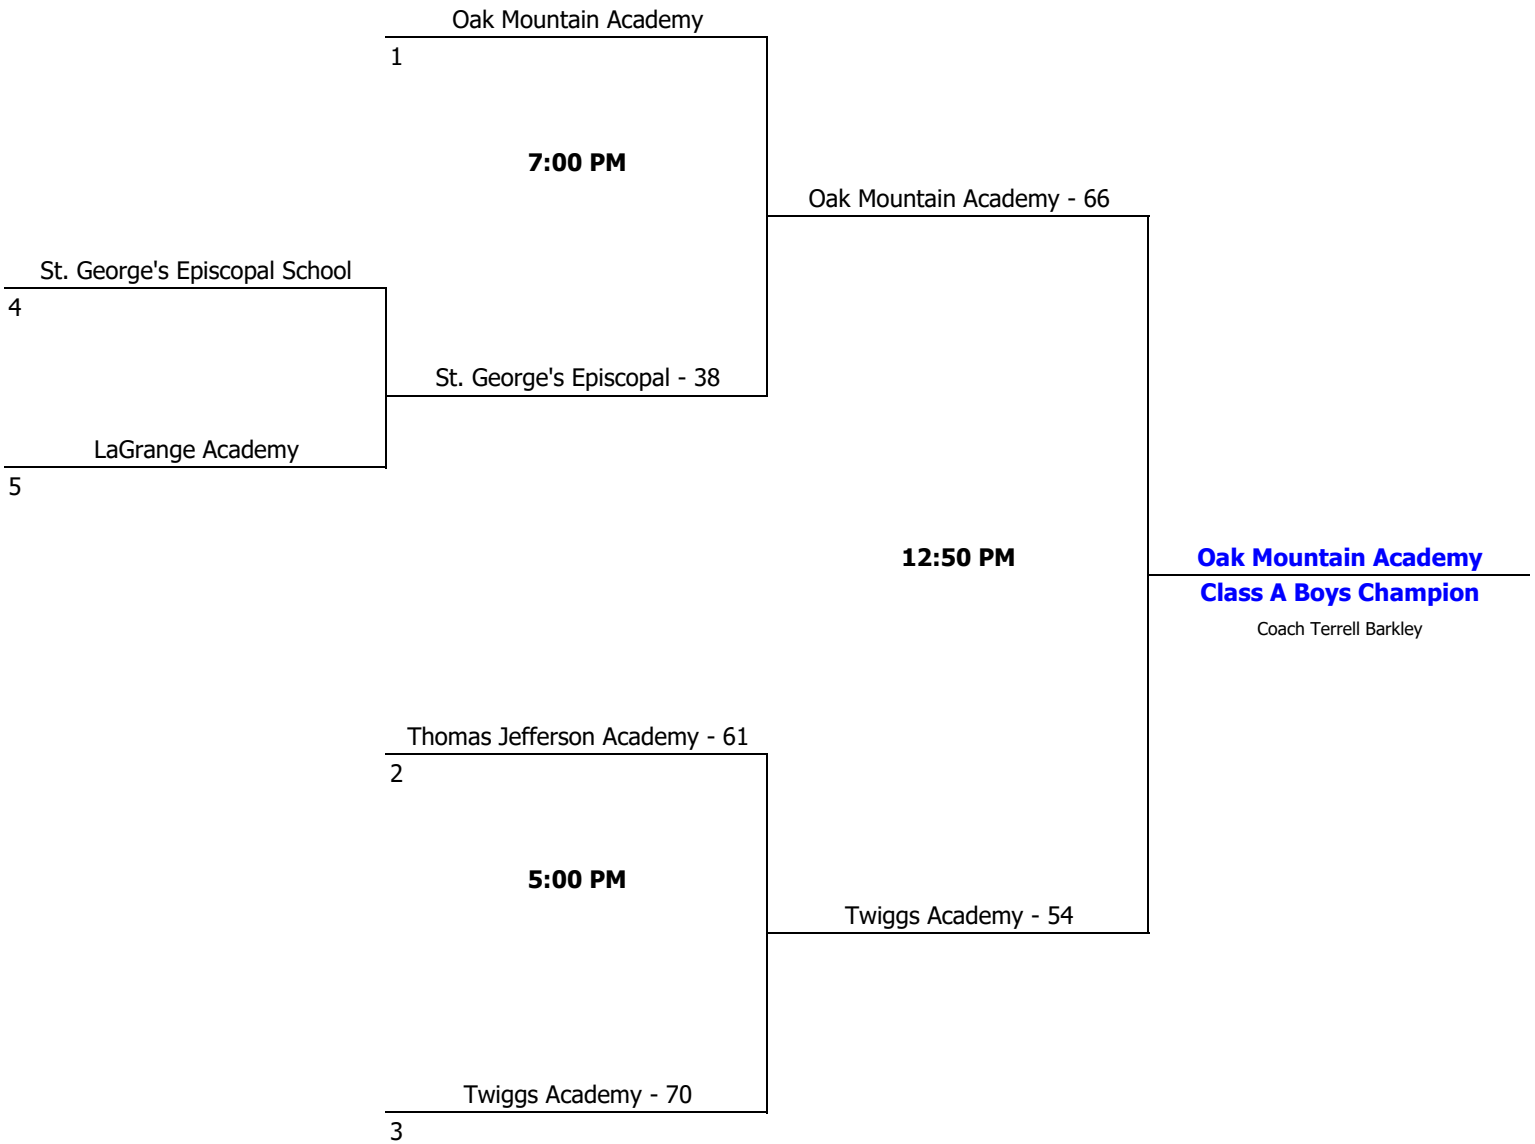 Oak Mountain Academy
1
7:00 PM
Oak Mountain Academy - 66
St. George's Episcopal School
4
St. George's Episcopal - 38
LaGrange Academy
5
12:50 PM
Oak Mountain Academy
Class A Boys Champion
Coach Terrell Barkley
Thomas Jefferson Academy - 61
2
5:00 PM
Twiggs Academy - 54
Twiggs Academy - 70
3